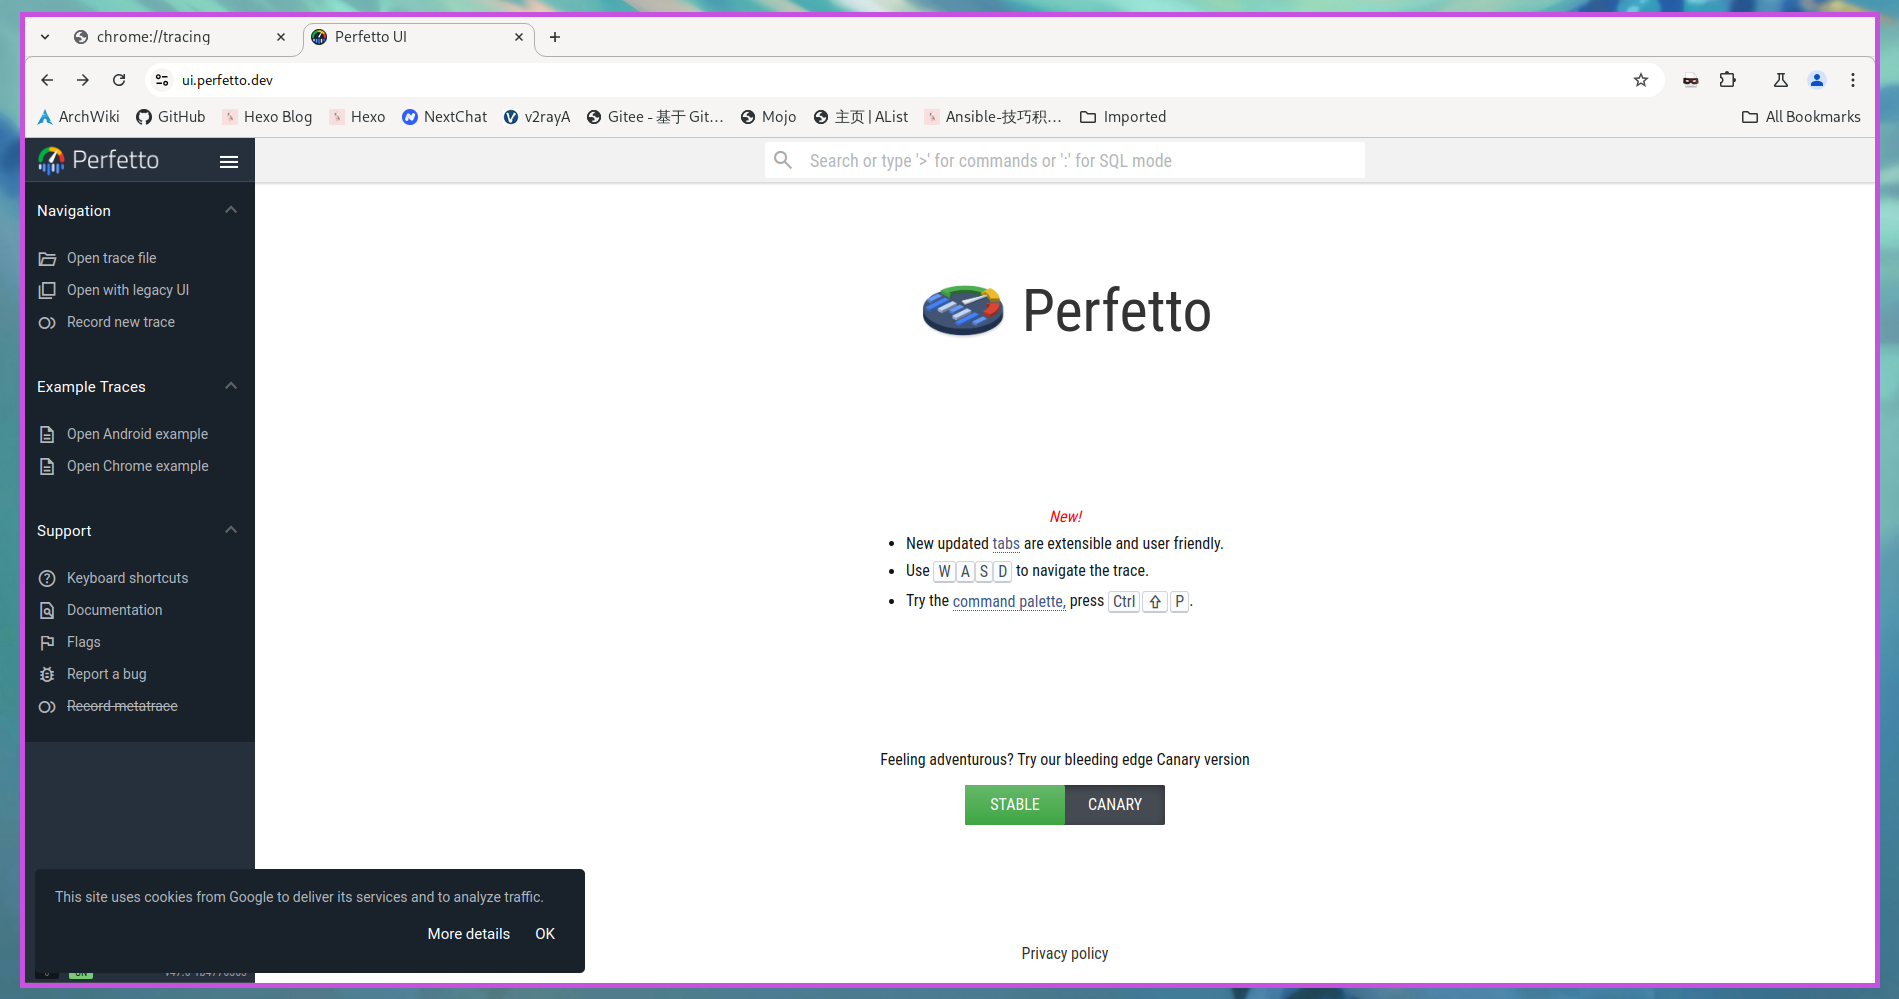 chrome://tracing
Perfetto UI
ui.perfetto.dev
ArchWiki GitHub Hexo Blog Hexo NextChat v2rayA Gitee - 基于 Git… Mojo 主页 | AList Ansible-技巧积… Imported All Bookmarks
Perfetto
Search or type '>' for commands or ':' for SQL mode
Navigation
Open trace file
Open with legacy UI
Record new trace
Example Traces
Open Android example
Open Chrome example
Support
Keyboard shortcuts
Documentation
Flags
Report a bug
Record metatrace
Perfetto
New!
New updated tabs are extensible and user friendly.
Use W A S D to navigate the trace.
Try the command palette, press Ctrl ⇧ P.
Feeling adventurous? Try our bleeding edge Canary version
STABLE CANARY
Privacy policy
This site uses cookies from Google to deliver its services and to analyze traffic.
More details OK